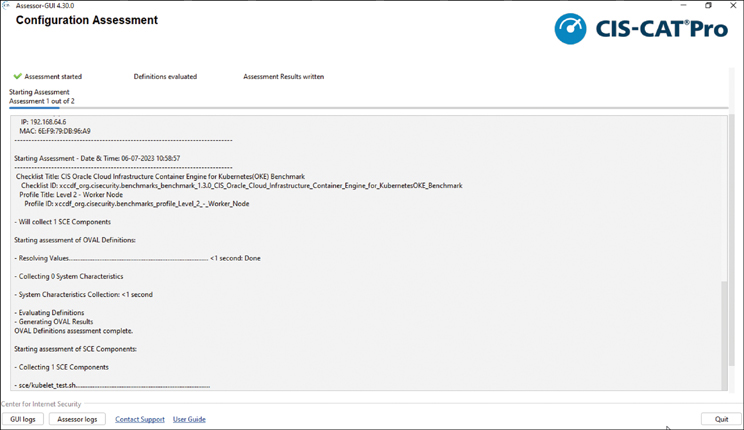 Assessor-GUI 4.30.0
Configuration Assessment
CIS-CAT®Pro
Assessment started
Definitions evaluated
Assessment Results written
Starting Assessment
Assessment 1 out of 2
IP: 192.168.64.6
MAC: 6E:F9:79:DB:96:A9
--------------------------------------------------------------------------------
Starting Assessment - Date & Time: 06-07-2023 10:58:57
--------------------------------------------------------------------------------
Checklist Title: CIS Oracle Cloud Infrastructure Container Engine for Kubernetes(OKE) Benchmark
Checklist ID: xccdf_org.cisecurity.benchmarks_benchmark_1.3.0_CIS_Oracle_Cloud_Infrastructure_Container_Engine_for_KubernetesOKE_Benchmark
Profile Title: Level 2 - Worker Node
Profile ID: xccdf_org.cisecurity.benchmarks_profile_Level_2_-_Worker_Node
- Will collect 1 SCE Components
Starting assessment of OVAL Definitions:
- Resolving Values...................................................................... <1 second: Done
- Collecting 0 System Characteristics
- System Characteristics Collection: <1 second
- Evaluating Definitions
- Generating OVAL Results
OVAL Definitions assessment complete.
Starting assessment of SCE Components:
- Collecting 1 SCE Components
- sce/kubelet_test.sh....................................................................
Center for Internet Security
GUI logs
Assessor logs
Contact Support
User Guide
Quit